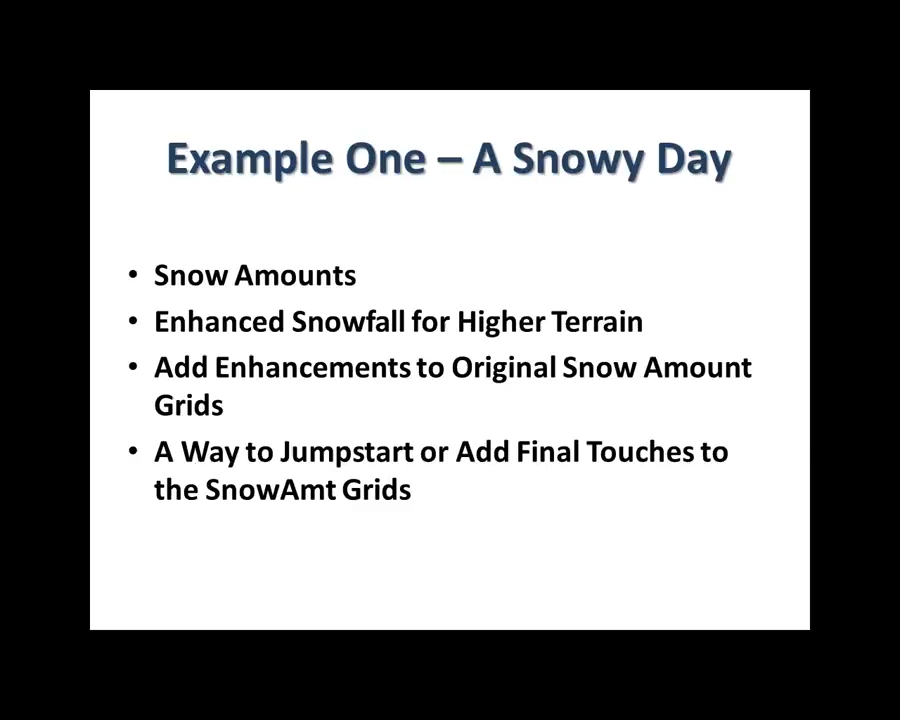 Example One – A Snowy Day
• Snow Amounts
• Enhanced Snowfall for Higher Terrain
• Add Enhancements to Original Snow Amount
Grids
• A Way to Jumpstart or Add Final Touches to
the SnowAmt Grids